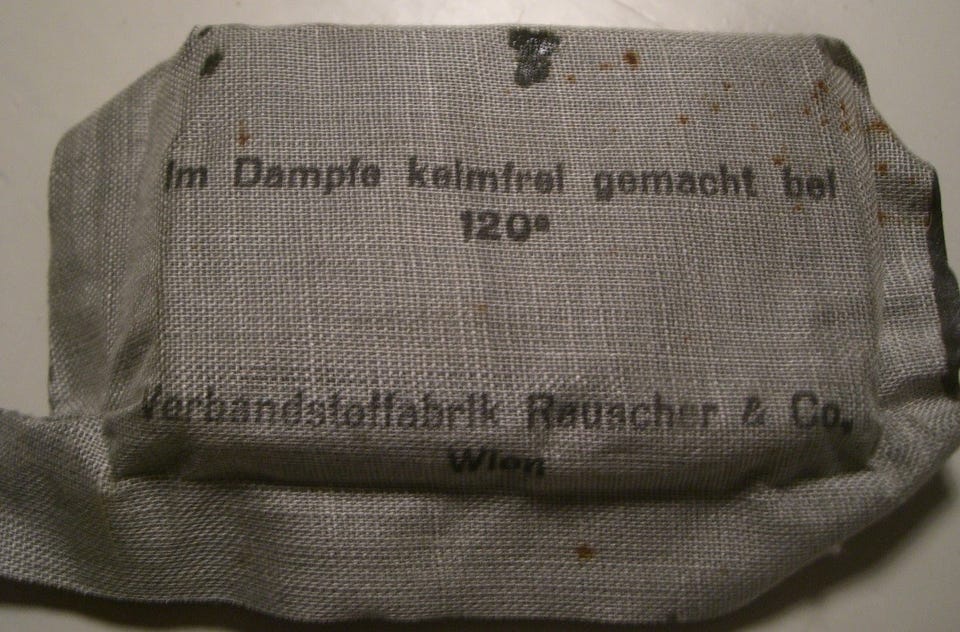 Im Dampfe keimfrei gemacht bei
120°
Verbandstoffabrik Rauscher & Co.,
Wien